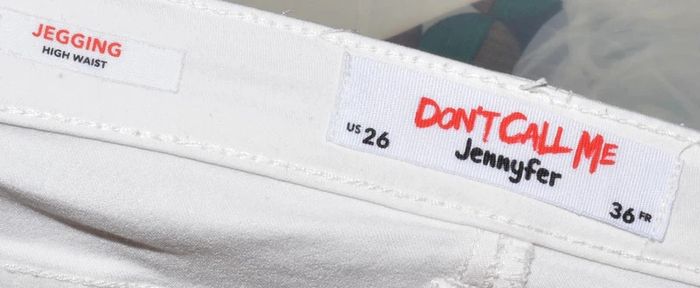 JEGGING
HIGH WAIST
DON'T CALL ME
Jennyfer
US 26
36 FR